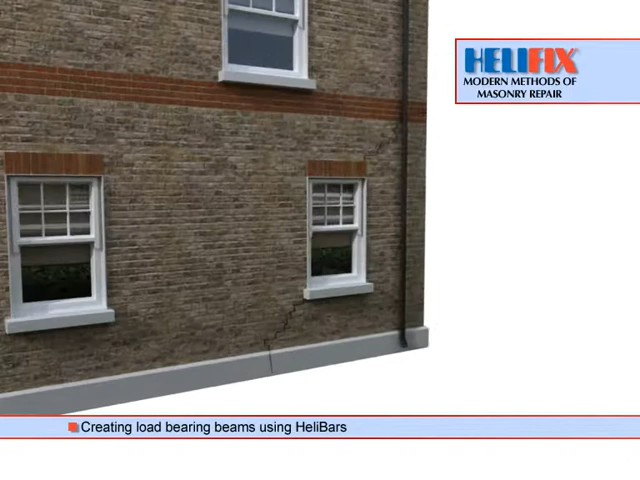 HELIFIX
MODERN METHODS OF
MASONRY REPAIR
Creating load bearing beams using HeliBars